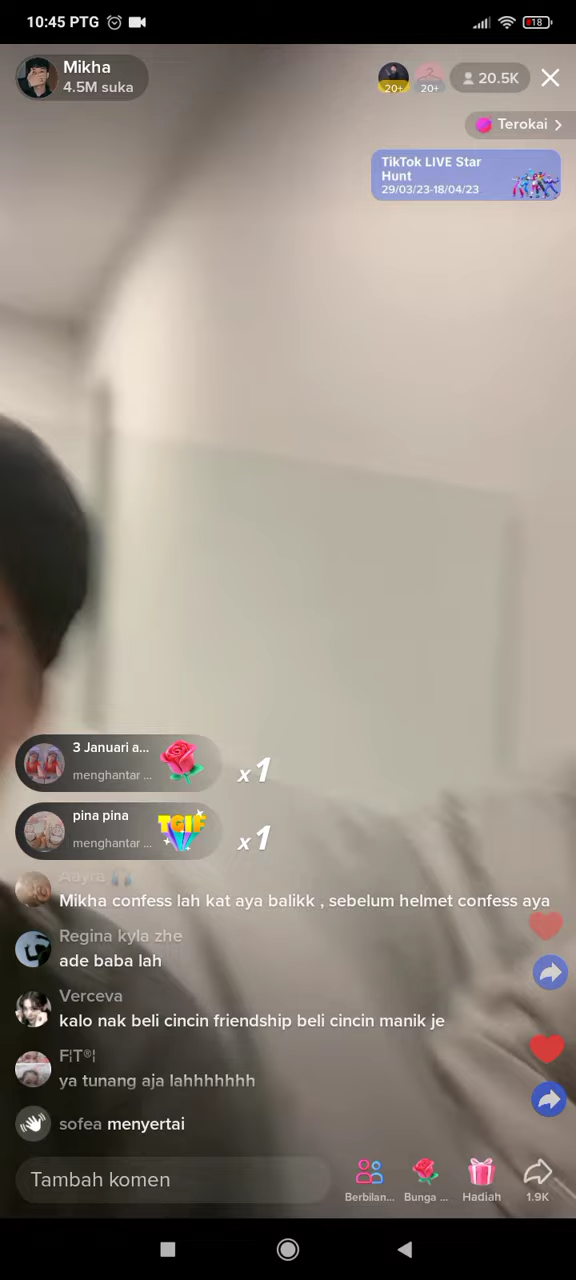 10:45 PTG
18
Mikha
4.5M suka
20+
20+
20.5K
Terokai
TikTok LIVE Star
Hunt
29/03/23-18/04/23
3 Januari a...
menghantar ...
x1
pina pina
menghantar ...
TGIF
x1
Aayra
Mikha confess lah kat aya balikk , sebelum helmet confess aya
Regina kyla zhe
ade baba lah
Verceva
kalo nak beli cincin friendship beli cincin manik je
F¦T®¦
ya tunang aja lahhhhhhh
sofea menyertai
Tambah komen
Berbilan...
Bunga ...
Hadiah
1.9K